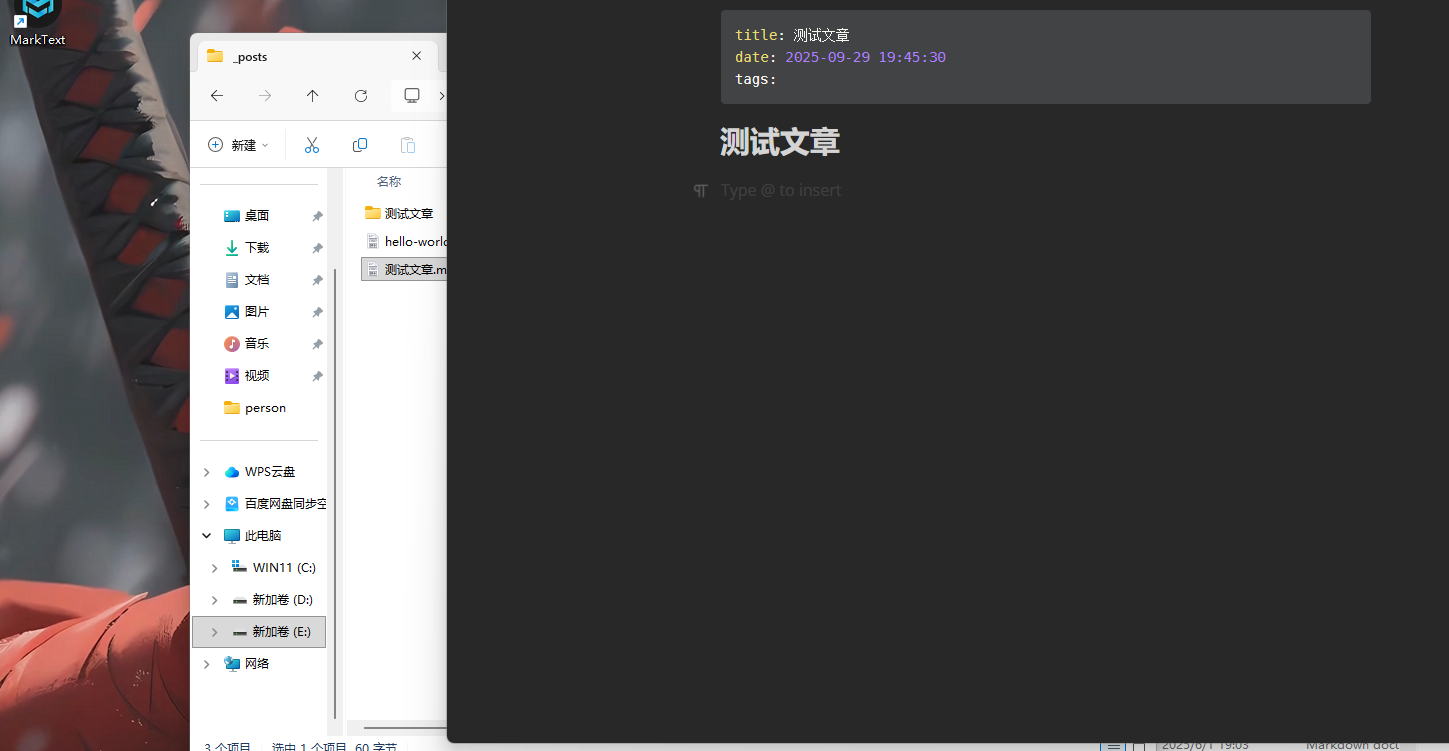 MarkText
_posts
新建
名称
桌面
下载
文档
图片
音乐
视频
person
WPS云盘
百度网盘同步空
此电脑
WIN11 (C:)
新加卷 (D:)
新加卷 (E:)
网络
测试文章
hello-world
测试文章.m
3 个项目
选中 1 个项目 60 字节
title: 测试文章
date: 2025-09-29 19:45:30
tags:
测试文章
Type @ to insert
2025/6/1 19:03
Markdown doct